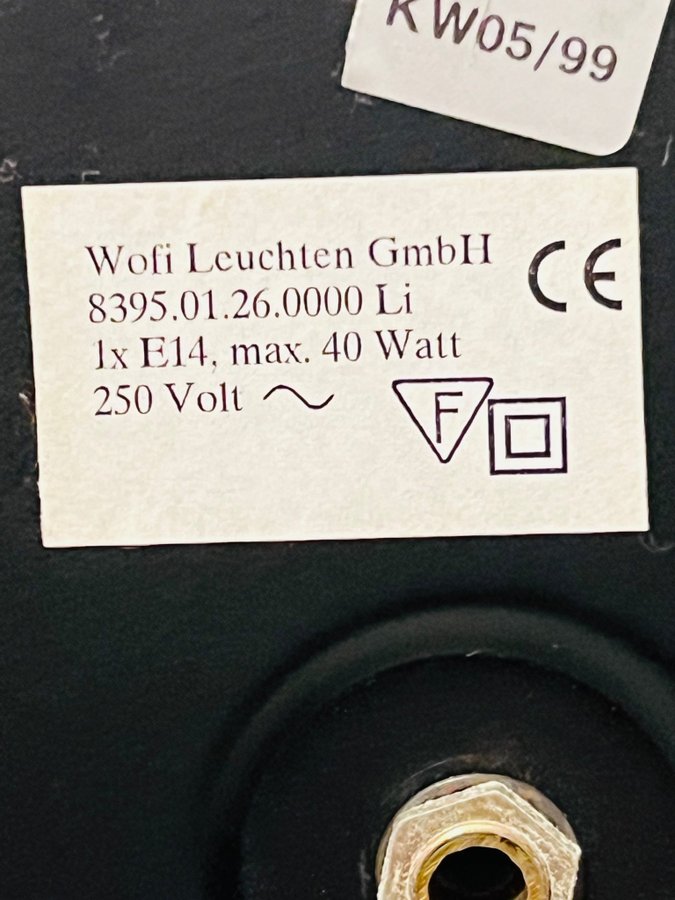 KW05/99
Wofi Leuchten GmbH
8395.01.26.0000 Li
1x E14, max. 40 Watt
250 Volt ~
F
CE